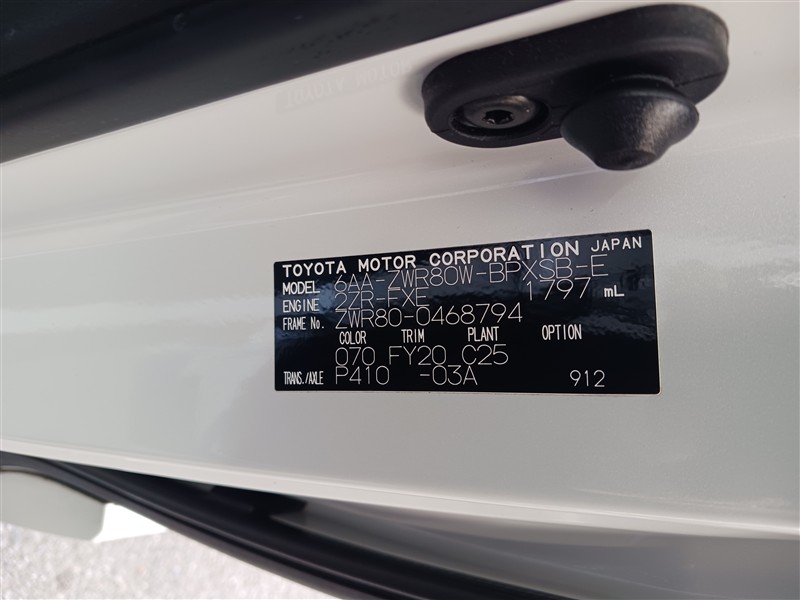 TOYOTA MOTOR CORPORATION JAPAN
MODEL 6AA-ZWR80W-BPXSB-E
ENGINE 2ZR-FXE 1797 mL
FRAME No. ZWR80-0468794
COLOR TRIM PLANT OPTION
070 FY20 C25
TRANS./AXLE P410 -03A 912